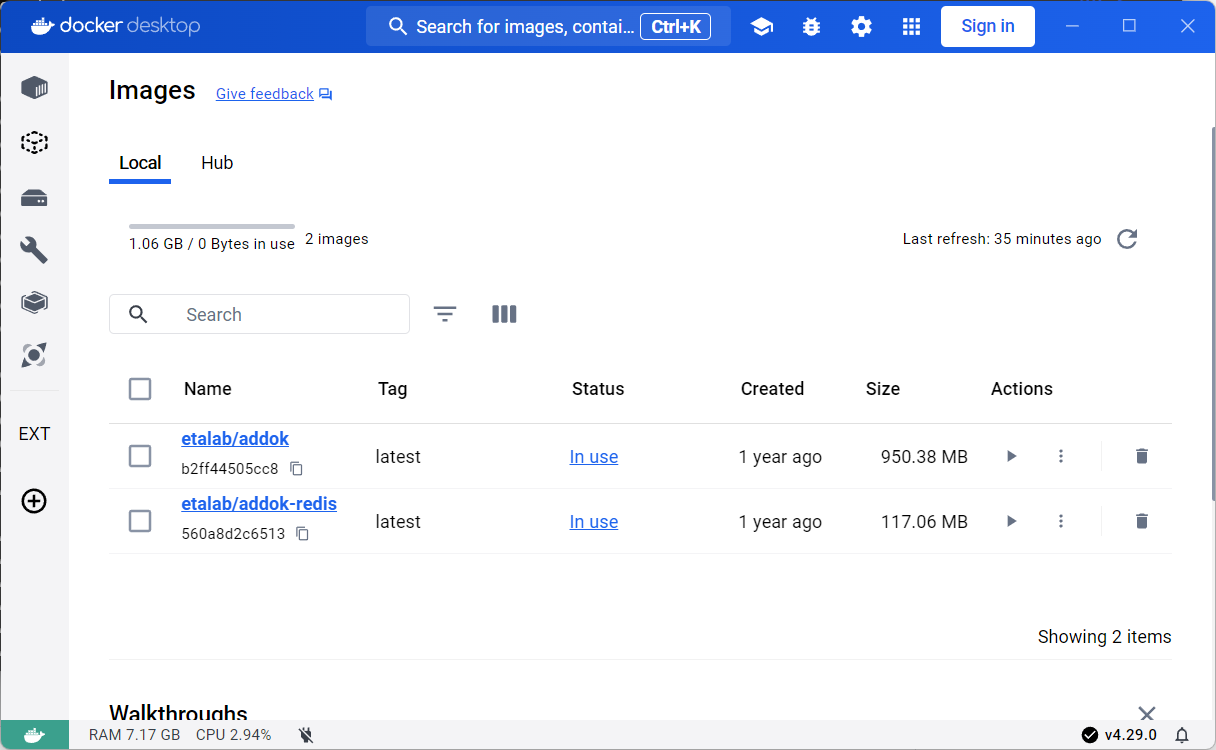 docker desktop Search for images, contai... Ctrl+K Sign in
Images Give feedback
Local Hub
1.06 GB / 0 Bytes in use 2 images Last refresh: 35 minutes ago
Search
Name Tag Status Created Size Actions
etalab/addok
b2ff44505cc8 latest In use 1 year ago 950.38 MB
etalab/addok-redis
560a8d2c6513 latest In use 1 year ago 117.06 MB
EXT
Showing 2 items
Walkthroughs
RAM 7.17 GB CPU 2.94% v4.29.0